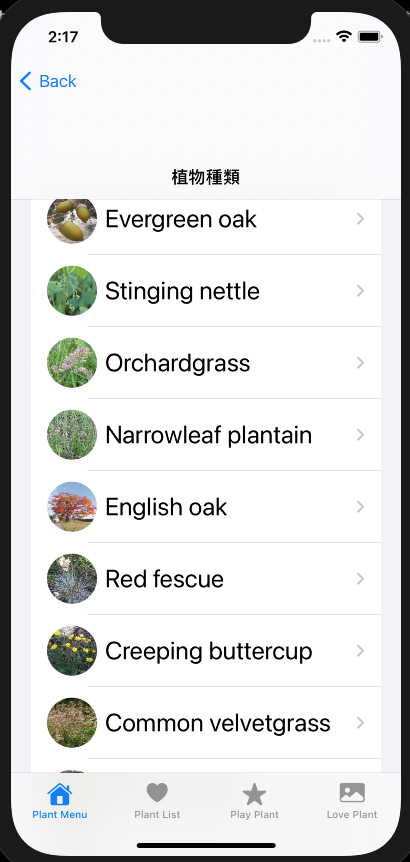 2:17
Back
植物種類
Evergreen oak
Stinging nettle
Orchardgrass
Narrowleaf plantain
English oak
Red fescue
Creeping buttercup
Common velvetgrass
Plant Menu
Plant List
Play Plant
Love Plant